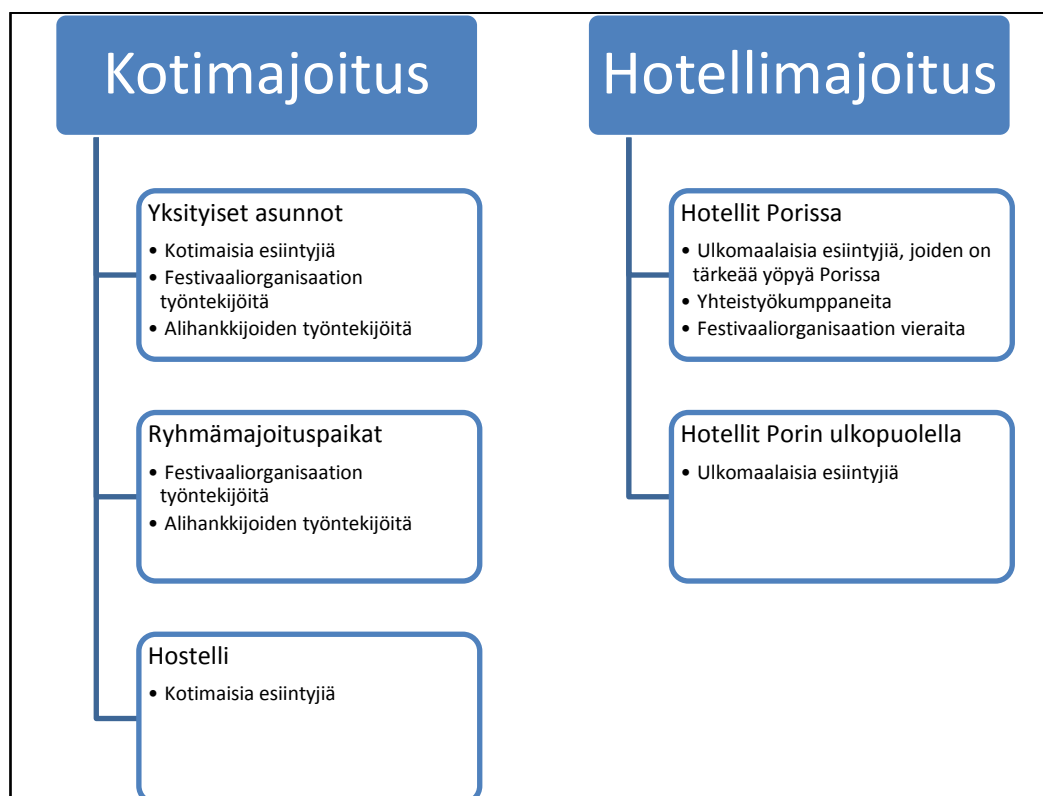 Kotimajoitus
Yksityiset asunnot
• Kotimaisia esiintyjiä
• Festivaaliorganisaation
työntekijöitä
• Alihankkijoiden työntekijöitä
Ryhmämajoituspaikat
• Festivaaliorganisaation
työntekijöitä
• Alihankkijoiden työntekijöitä
Hostelli
• Kotimaisia esiintyjiä
Hotellimajoitus
Hotellit Porissa
• Ulkomaalaisia esiintyjiä, joiden on
tärkeää yöpyä Porissa
• Yhteistyökumppaneita
• Festivaaliorganisaation vieraita
Hotellit Porin ulkopuolella
• Ulkomaalaisia esiintyjiä